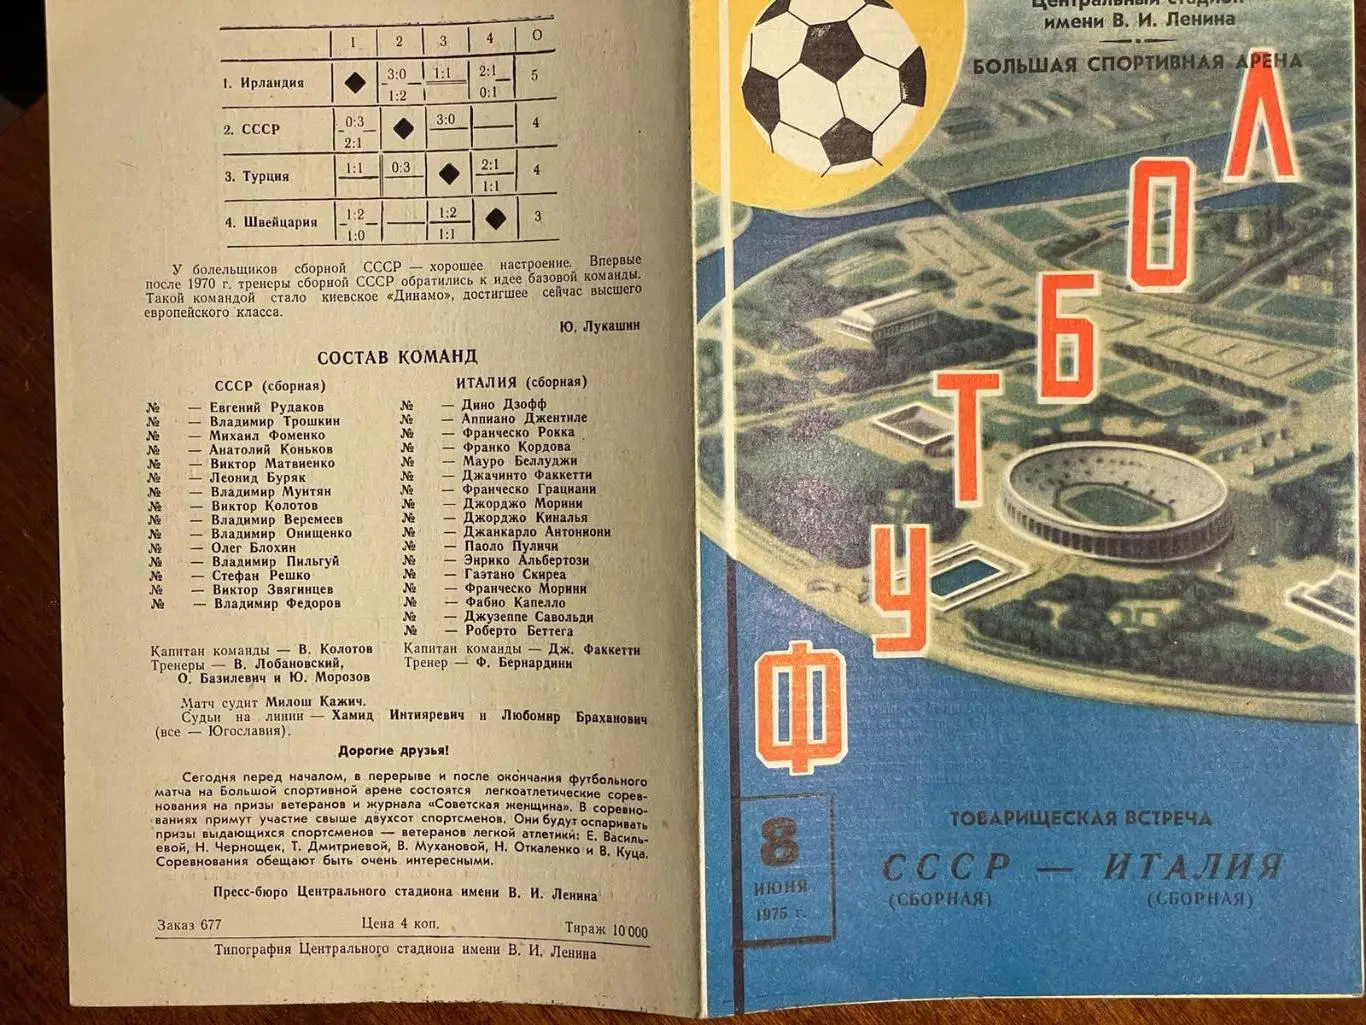 1 2 3 4 О
1. Ирландия 3:0 1:1 2:1 5
1:2 0:1
2. СССР 0:3 3:0 4
2:1
3. Турция 1:1 0:3 2:1 4
1:1
4. Швейцария 1:2 1:2 3
1:0 1:1
У болельщиков сборной СССР — хорошее настроение. Впервые
после 1970 г. тренеры сборной СССР обратились к идее базовой команды.
Такой командой стало киевское «Динамо», достигшее сейчас высшего
европейского класса.
Ю. Лукашин
СОСТАВ КОМАНД
СССР (сборная)
№ — Евгений Рудаков
№ — Владимир Трошкин
№ — Михаил Фоменко
№ — Анатолий Коньков
№ — Виктор Матвиенко
№ — Леонид Буряк
№ — Владимир Мунтян
№ — Виктор Колотов
№ — Владимир Веремеев
№ — Владимир Онищенко
№ — Олег Блохин
№ — Владимир Пильгуй
№ — Стефан Решко
№ — Виктор Звягинцев
№ — Владимир Федоров
Капитан команды — В. Колотов
Тренеры — В. Лобановский,
О. Базилевич и Ю. Морозов
ИТАЛИЯ (сборная)
№ — Дино Дзофф
№ — Аппиано Джентиле
№ — Франческо Рокка
№ — Франко Кордова
№ — Мауро Беллуджи
№ — Джачинто Факкетти
№ — Франческо Грациани
№ — Джорджо Морини
№ — Джорджо Киналья
№ — Джанкарло Антониони
№ — Паоло Пуличи
№ — Энрико Альбертози
№ — Гаэтано Скиреа
№ — Франческо Морини
№ — Фабио Капелло
№ — Джузеппе Савольди
№ — Роберто Беттега
Капитан команды — Дж. Факкетти
Тренер — Ф. Бернардини
Матч судит Милош Кажич.
Судьи на линии — Хамид Интияревич и Любомир Браханович
(все — Югославия).
Дорогие друзья!
Сегодня перед началом, в перерыве и после окончания футбольного
матча на Большой спортивной арене состоятся легкоатлетические сорев-
нования на призы ветеранов и журнала «Советская женщина». В соревно-
ваниях примут участие свыше двухсот спортсменов. Они будут оспаривать
призы выдающихся спортсменов — ветеранов легкой атлетики: Е. Василь-
евой, Н. Чернощек, Т. Дмитриевой, В. Мухановой, Н. Откаленко и В. Куца.
Соревнования обещают быть очень интересными.
Пресс-бюро Центрального стадиона имени В. И. Ленина
Заказ 677 Цена 4 коп. Тираж 10 000
Типография Центрального стадиона имени В. И. Ленина
Центральный стадион
имени В. И. Ленина
БОЛЬШАЯ СПОРТИВНАЯ АРЕНА
ФУТБОЛ
8
ИЮНЯ
1975 г.
ТОВАРИЩЕСКАЯ ВСТРЕЧА
СССР — ИТАЛИЯ
(СБОРНАЯ) (СБОРНАЯ)